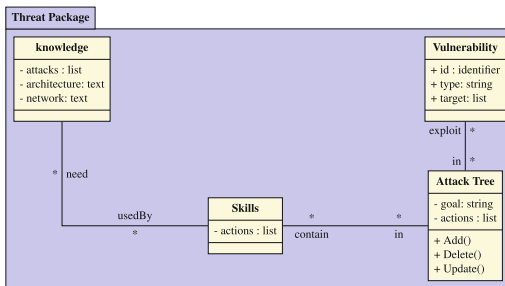 Threat Package
knowledge
- attacks : list
- architecture: text
- network: text
Vulnerability
+ id : identifier
+ type: string
+ target: list
exploit *
in *
* need
Attack Tree
- goal: string
- actions : list
+ Add()
+ Delete()
+ Update()
Skills
- actions : list
usedBy
*
*
contain
*
in